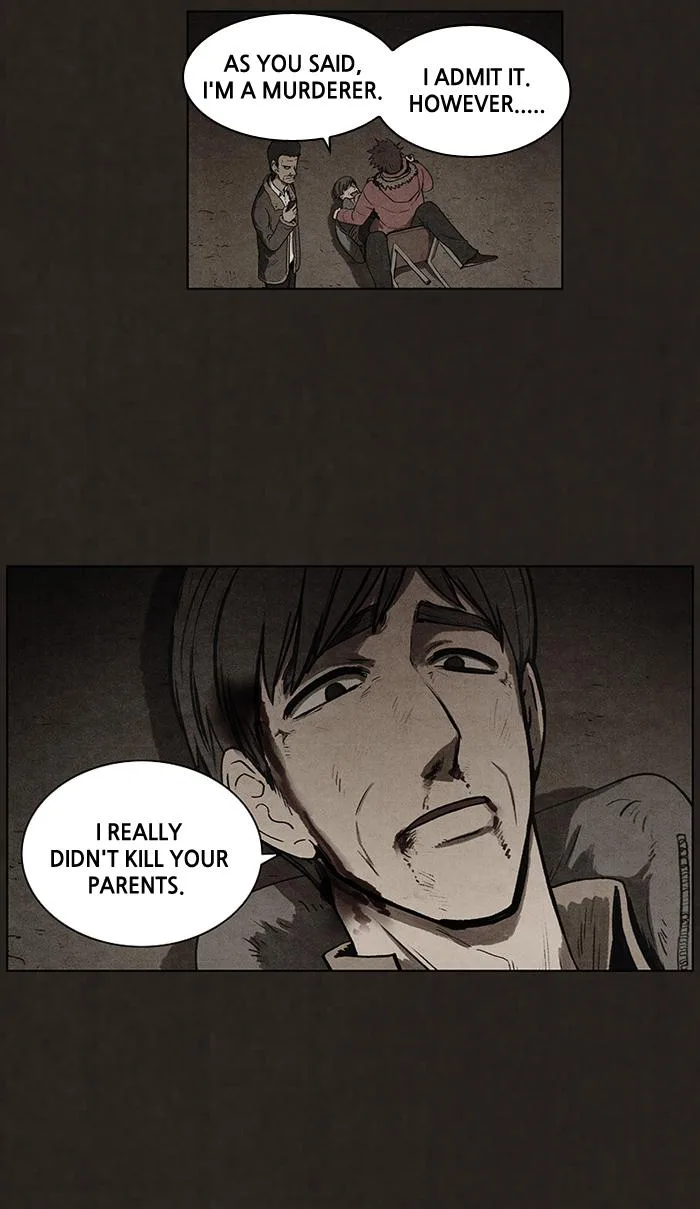 AS YOU SAID,
I'M A MURDERER.
I ADMIT IT.
HOWEVER.....
I REALLY
DIDN'T KILL YOUR
PARENTS.